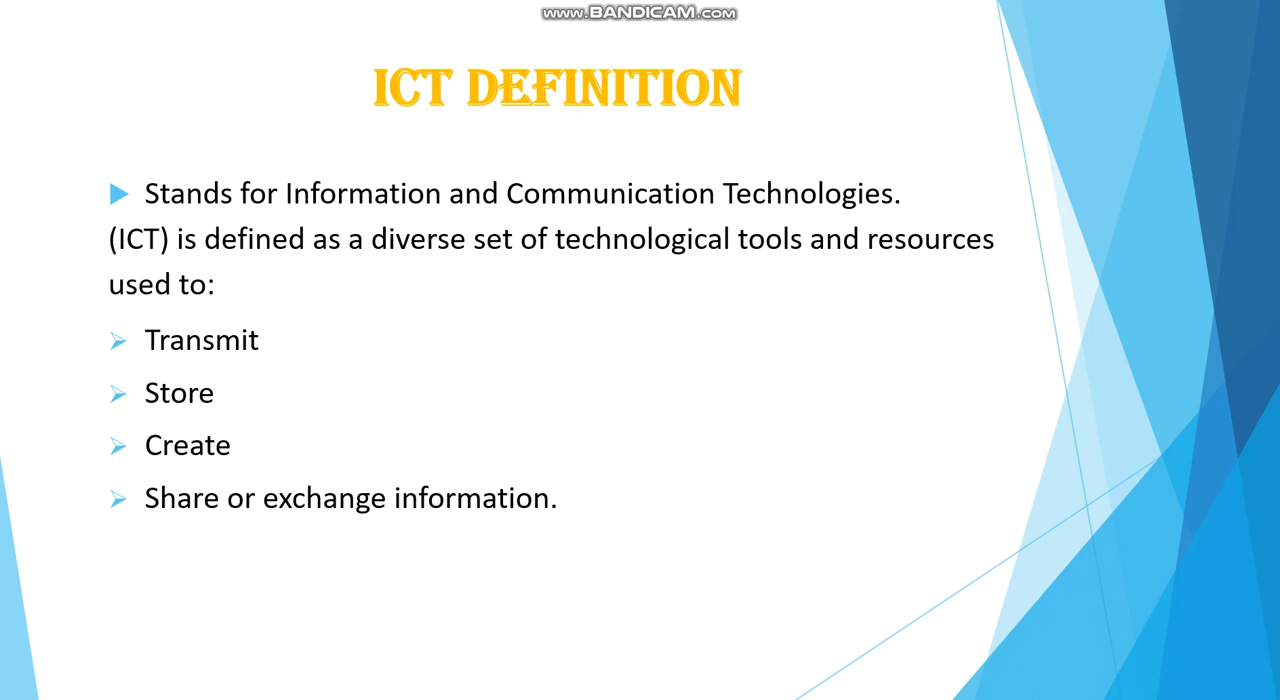 www.BANDICAM.com
ICT DEFINITION
Stands for Information and Communication Technologies.
(ICT) is defined as a diverse set of technological tools and resources
used to:
Transmit
Store
Create
Share or exchange information.